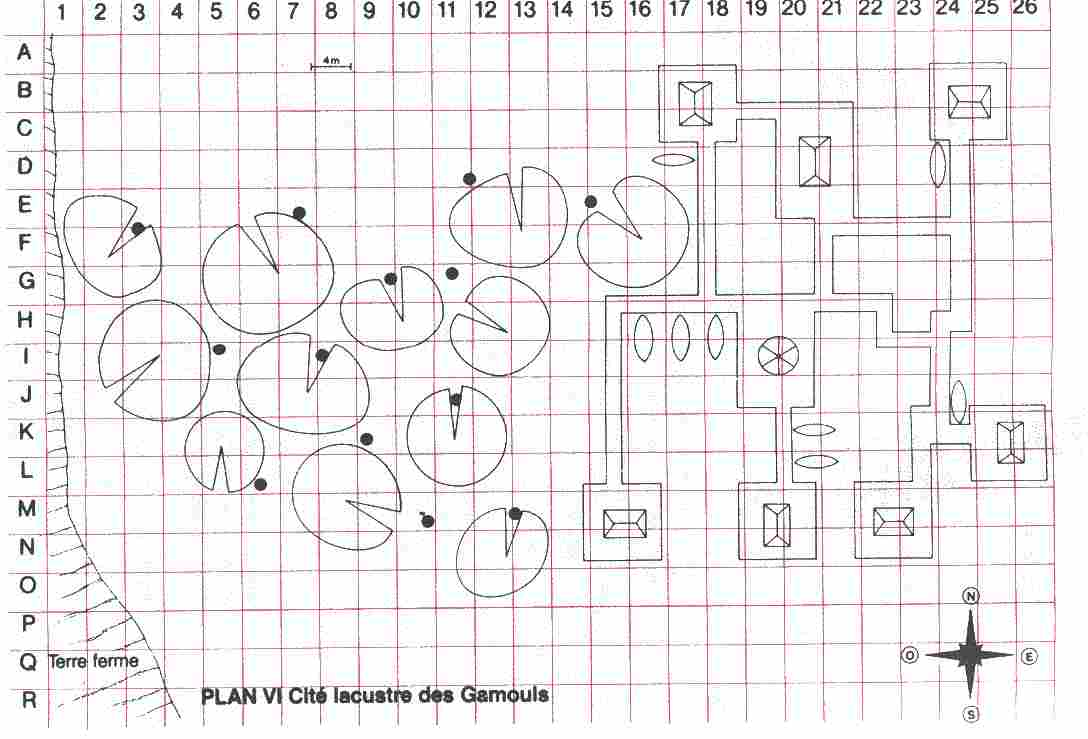 1 2 3 4 5 6 7 8 9 10 11 12 13 14 15 16 17 18 19 20 21 22 23 24 25 26
A
4m
B
C
D
E
F
G
H
I
J
K
L
M
N
O
P
N
Q Terre ferme
O E
R PLAN VI Cité lacustre des Gamouls
S